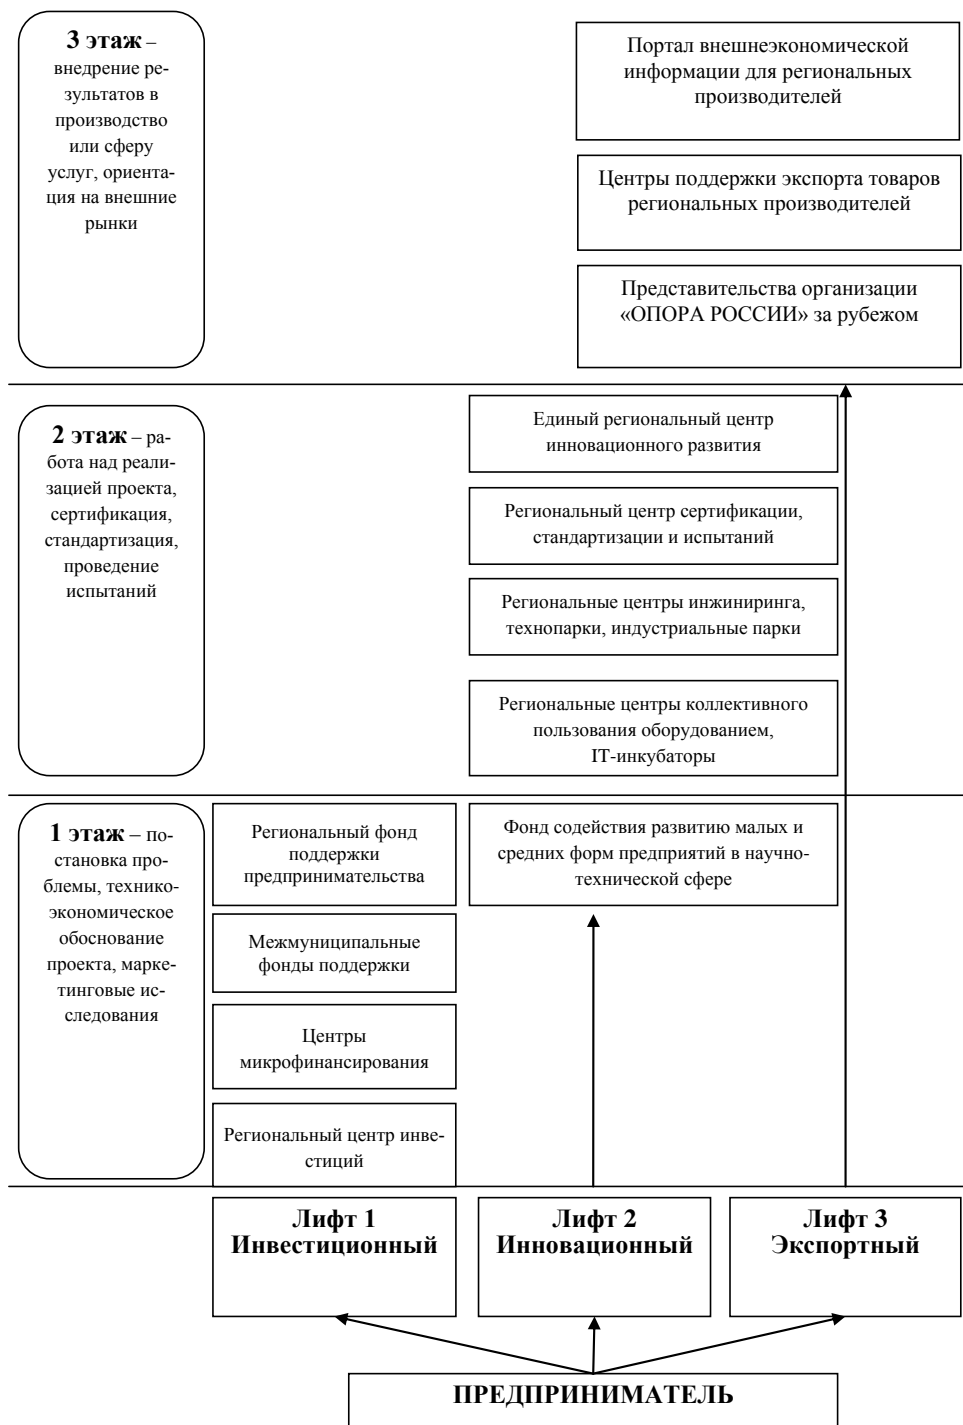 3 этаж –
внедрение ре-
зультатов в
производство
или сферу
услуг, ориента-
ция на внешние
рынки
Портал внешнеэкономической
информации для региональных
производителей
Центры поддержки экспорта товаров
региональных производителей
Представительства организации
«ОПОРА РОССИИ» за рубежом
2 этаж – ра-
бота над реали-
зацией проекта,
сертификация,
стандартизация,
проведение
испытаний
Единый региональный центр
инновационного развития
Региональный центр сертификации,
стандартизации и испытаний
Региональные центры инжиниринга,
технопарки, индустриальные парки
Региональные центры коллективного
пользования оборудованием,
IT-инкубаторы
1 этаж – по-
становка про-
блемы, технико-
экономическое
обоснование
проекта, марке-
тинговые ис-
следования
Региональный фонд
поддержки
предпринимательства
Межмуниципальные
фонды поддержки
Центры
микрофинансирования
Региональный центр инве-
стиций
Фонд содействия развитию малых и
средних форм предприятий в научно-
технической сфере
Лифт 1
Инвестиционный
Лифт 2
Инновационный
Лифт 3
Экспортный
ПРЕДПРИНИМАТЕЛЬ